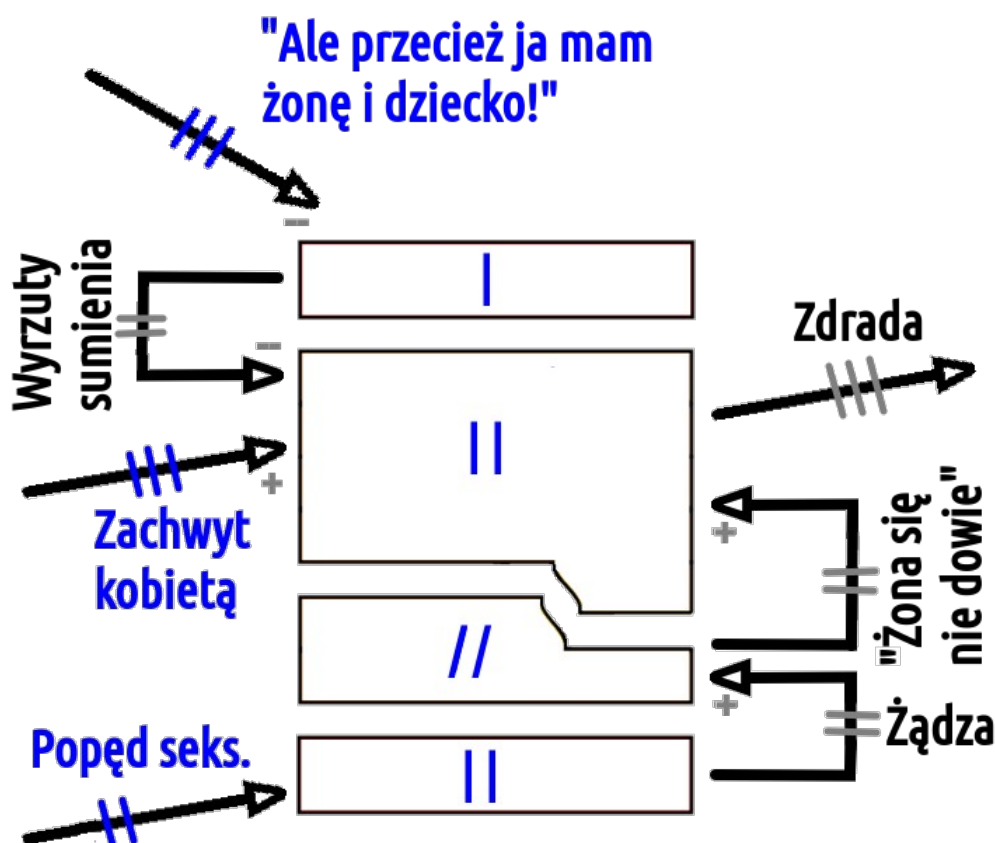 "Ale przecież ja mam
żonę i dziecko!"
Wyrzuty
sumienia
I
Zdrada
II
Zachwyt
kobietą
"Żona się
nie dowie"
//
Żądza
Popęd seks.
II